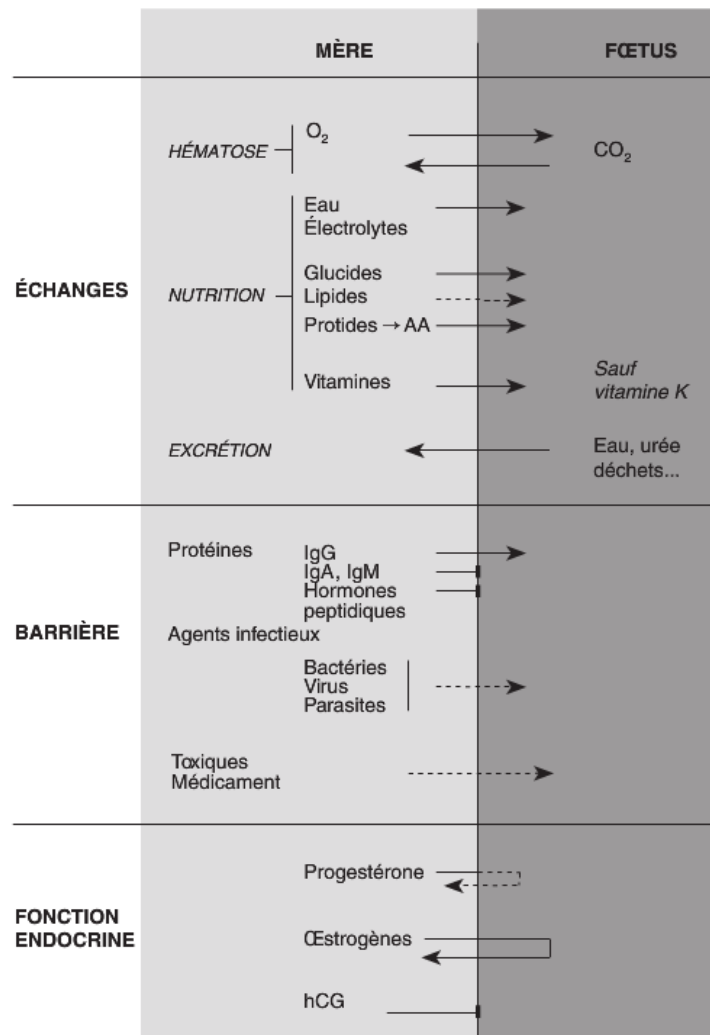 MÈRE
FŒTUS
ÉCHANGES
HÉMATOSE
O₂
CO₂
NUTRITION
Eau
Électrolytes
Glucides
Lipides
Protides → AA
Vitamines
Sauf
vitamine K
EXCRÉTION
Eau, urée
déchets...
BARRIÈRE
Protéines
IgG
IgA, IgM
Hormones
peptidiques
Agents infectieux
Bactéries
Virus
Parasites
Toxiques
Médicament
FONCTION
ENDOCRINE
Progestérone
Œstrogènes
hCG